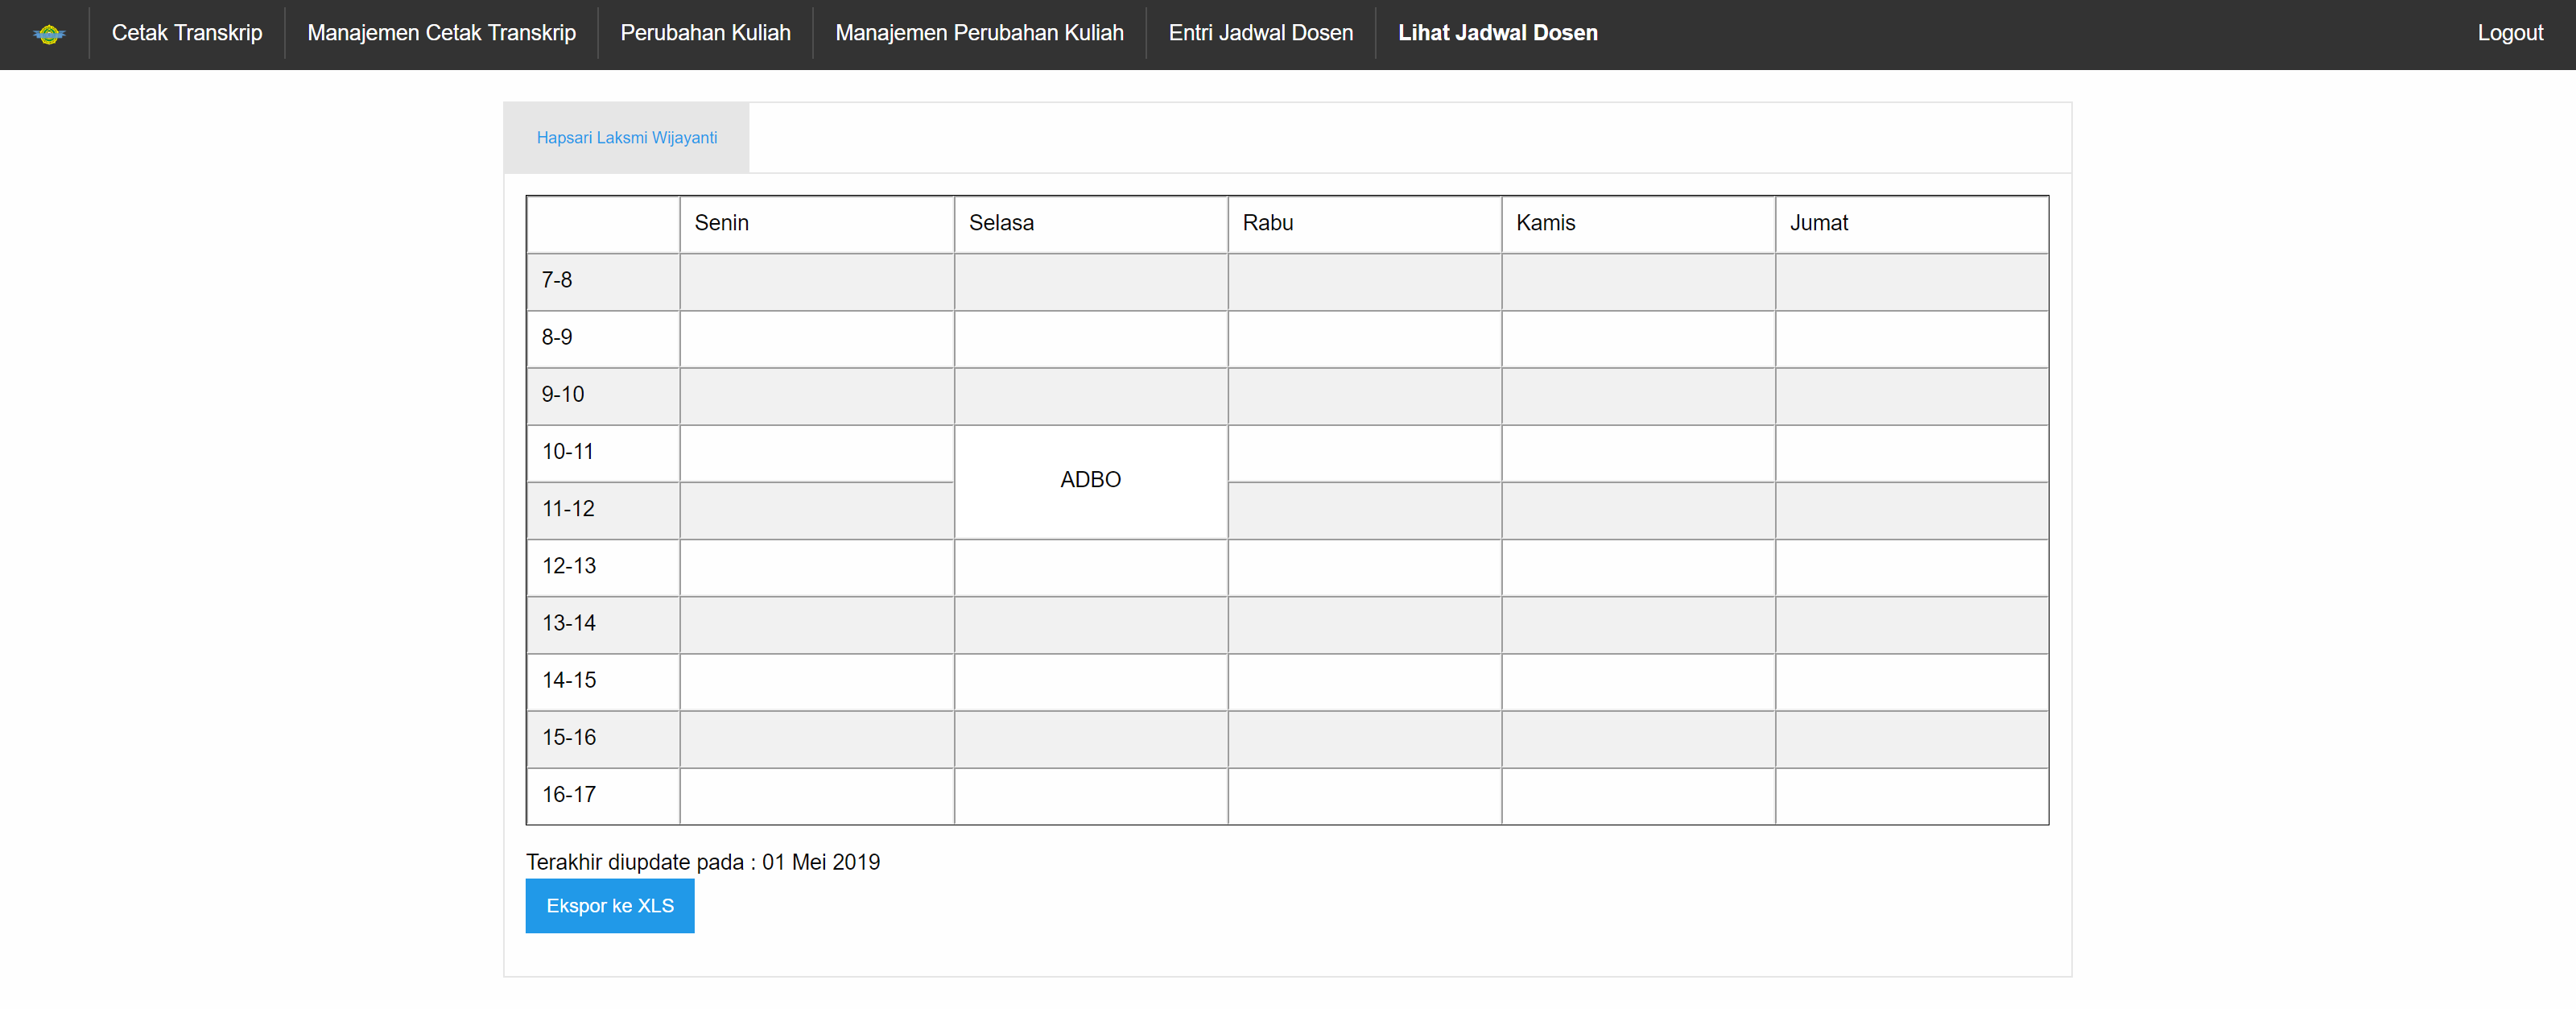 Cetak Transkrip Manajemen Cetak Transkrip Perubahan Kuliah Manajemen Perubahan Kuliah Entri Jadwal Dosen Lihat Jadwal Dosen Logout
Hapsari Laksmi Wijayanti
Senin Selasa Rabu Kamis Jumat
7-8
8-9
9-10
10-11
ADBO
11-12
12-13
13-14
14-15
15-16
16-17
Terakhir diupdate pada : 01 Mei 2019
Ekspor ke XLS